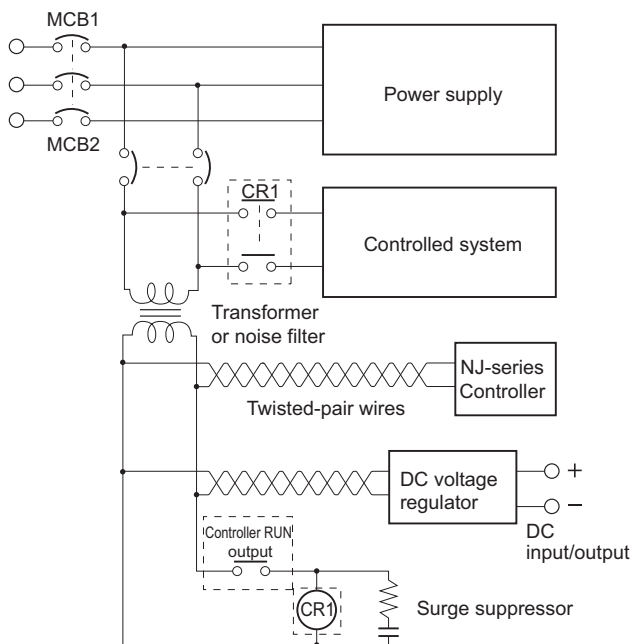 MCB1
Power supply
MCB2
CR1
Controlled system
Transformer
or noise filter
NJ-series
Controller
Twisted-pair wires
DC voltage
regulator
+
−
DC
input/output
Controller RUN
output
CR1
Surge suppressor